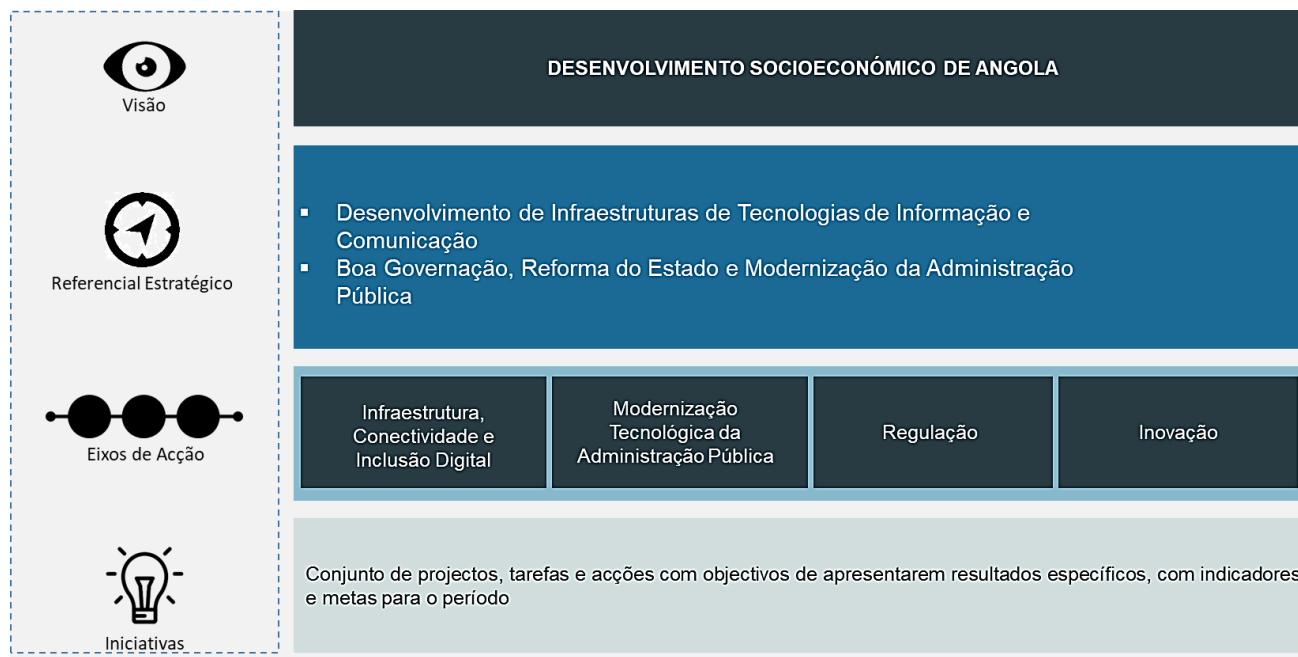 Visão
DESENVOLVIMENTO SOCIOECONÓMICO DE ANGOLA
Referencial Estratégico
▪ Desenvolvimento de Infraestruturas de Tecnologias de Informação e
Comunicação
▪ Boa Governação, Reforma do Estado e Modernização da Administração
Pública
Eixos de Acção
Infraestrutura,
Conectividade e
Inclusão Digital
Modernização
Tecnológica da
Administração Pública
Regulação
Inovação
Iniciativas
Conjunto de projectos, tarefas e acções com objectivos de apresentarem resultados específicos, com indicadores
e metas para o período